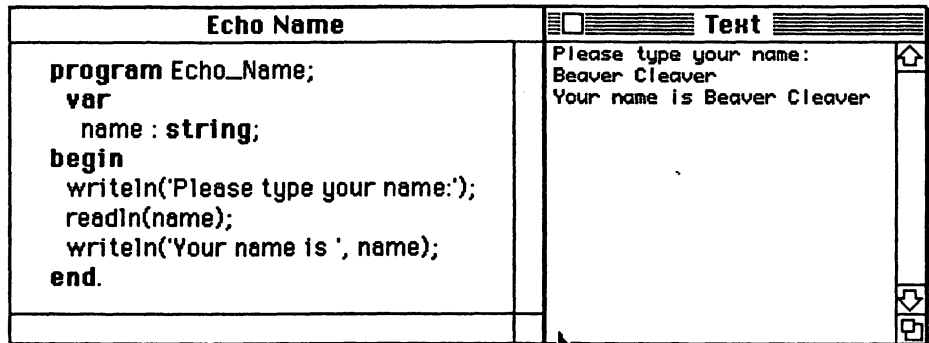 Echo Name
program Echo_Name;
var
name : string;
begin
writeln('Please type your name:');
readln(name);
writeln('Your name is ', name);
end.
Text
Please type your name:
Beaver Cleaver
Your name is Beaver Cleaver